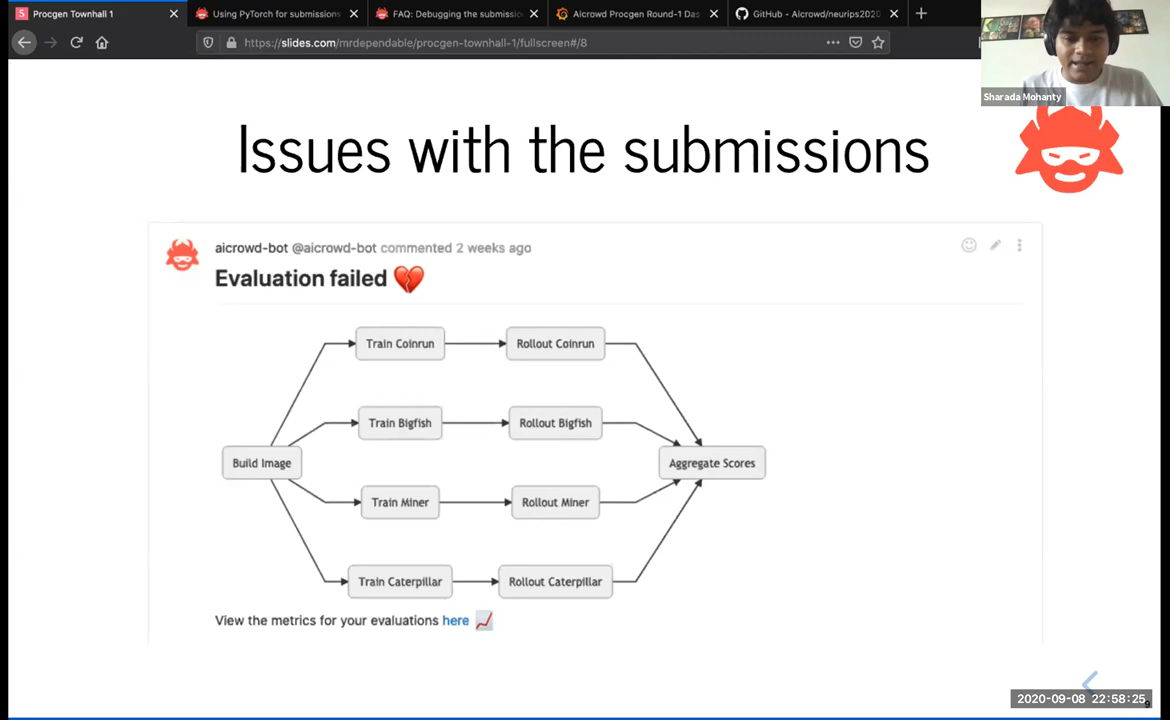 Procgen Townhall 1
Using PyTorch for submissions
FAQ: Debugging the submissio
AIcrowd Procgen Round-1 Das
GitHub - AIcrowd/neurips2020
https://slides.com/mrdependable/procgen-townhall-1/fullscreen#/8
Sharada Mohanty
Issues with the submissions
aicrowd-bot @aicrowd-bot commented 2 weeks ago
Evaluation failed 💔
Train Coinrun
Rollout Coinrun
Train Bigfish
Rollout Bigfish
Build Image
Aggregate Scores
Train Miner
Rollout Miner
Train Caterpillar
Rollout Caterpillar
View the metrics for your evaluations here 📈
2020-09-08 22:58:25